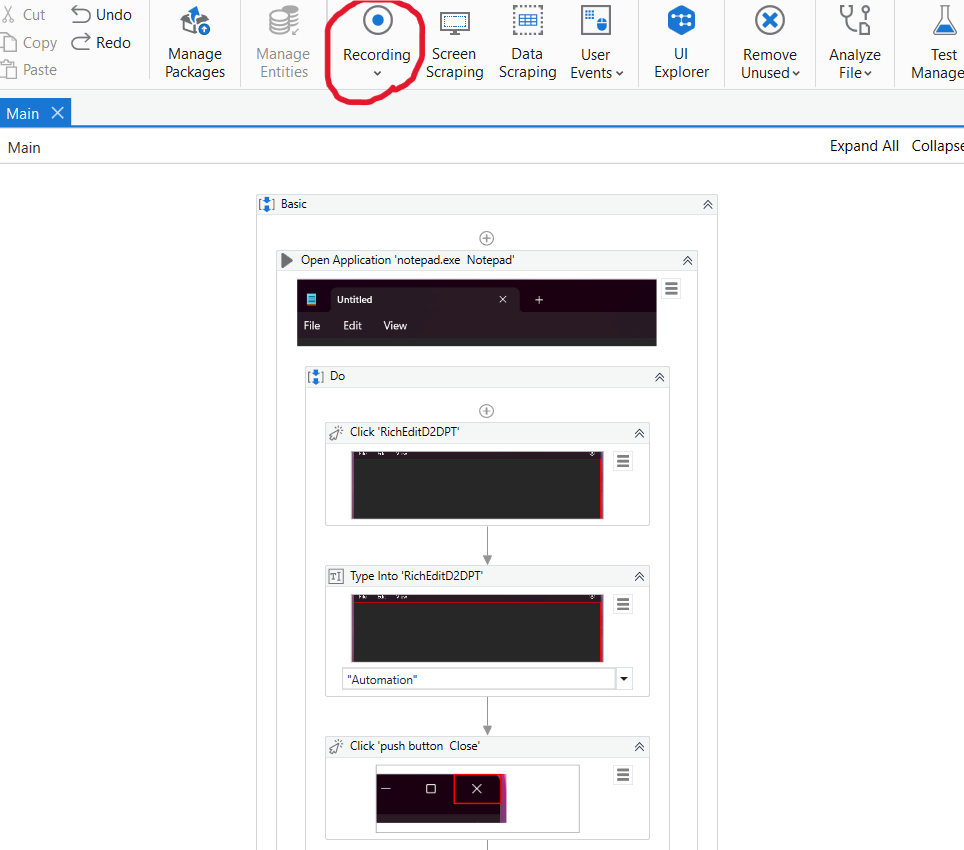 Cut
Undo
Copy
Redo
Paste
Manage
Packages
Manage
Entities
Recording
Screen
Scraping
Data
Scraping
User
Events
UI
Explorer
Remove
Unused
Analyze
File
Test
Manage
Main
Main
Expand All Collapse
Basic
Open Application 'notepad.exe Notepad'
Untitled
File Edit View
Do
Click 'RichEditD2DPT'
Type Into 'RichEditD2DPT'
"Automation"
Click 'push button Close'